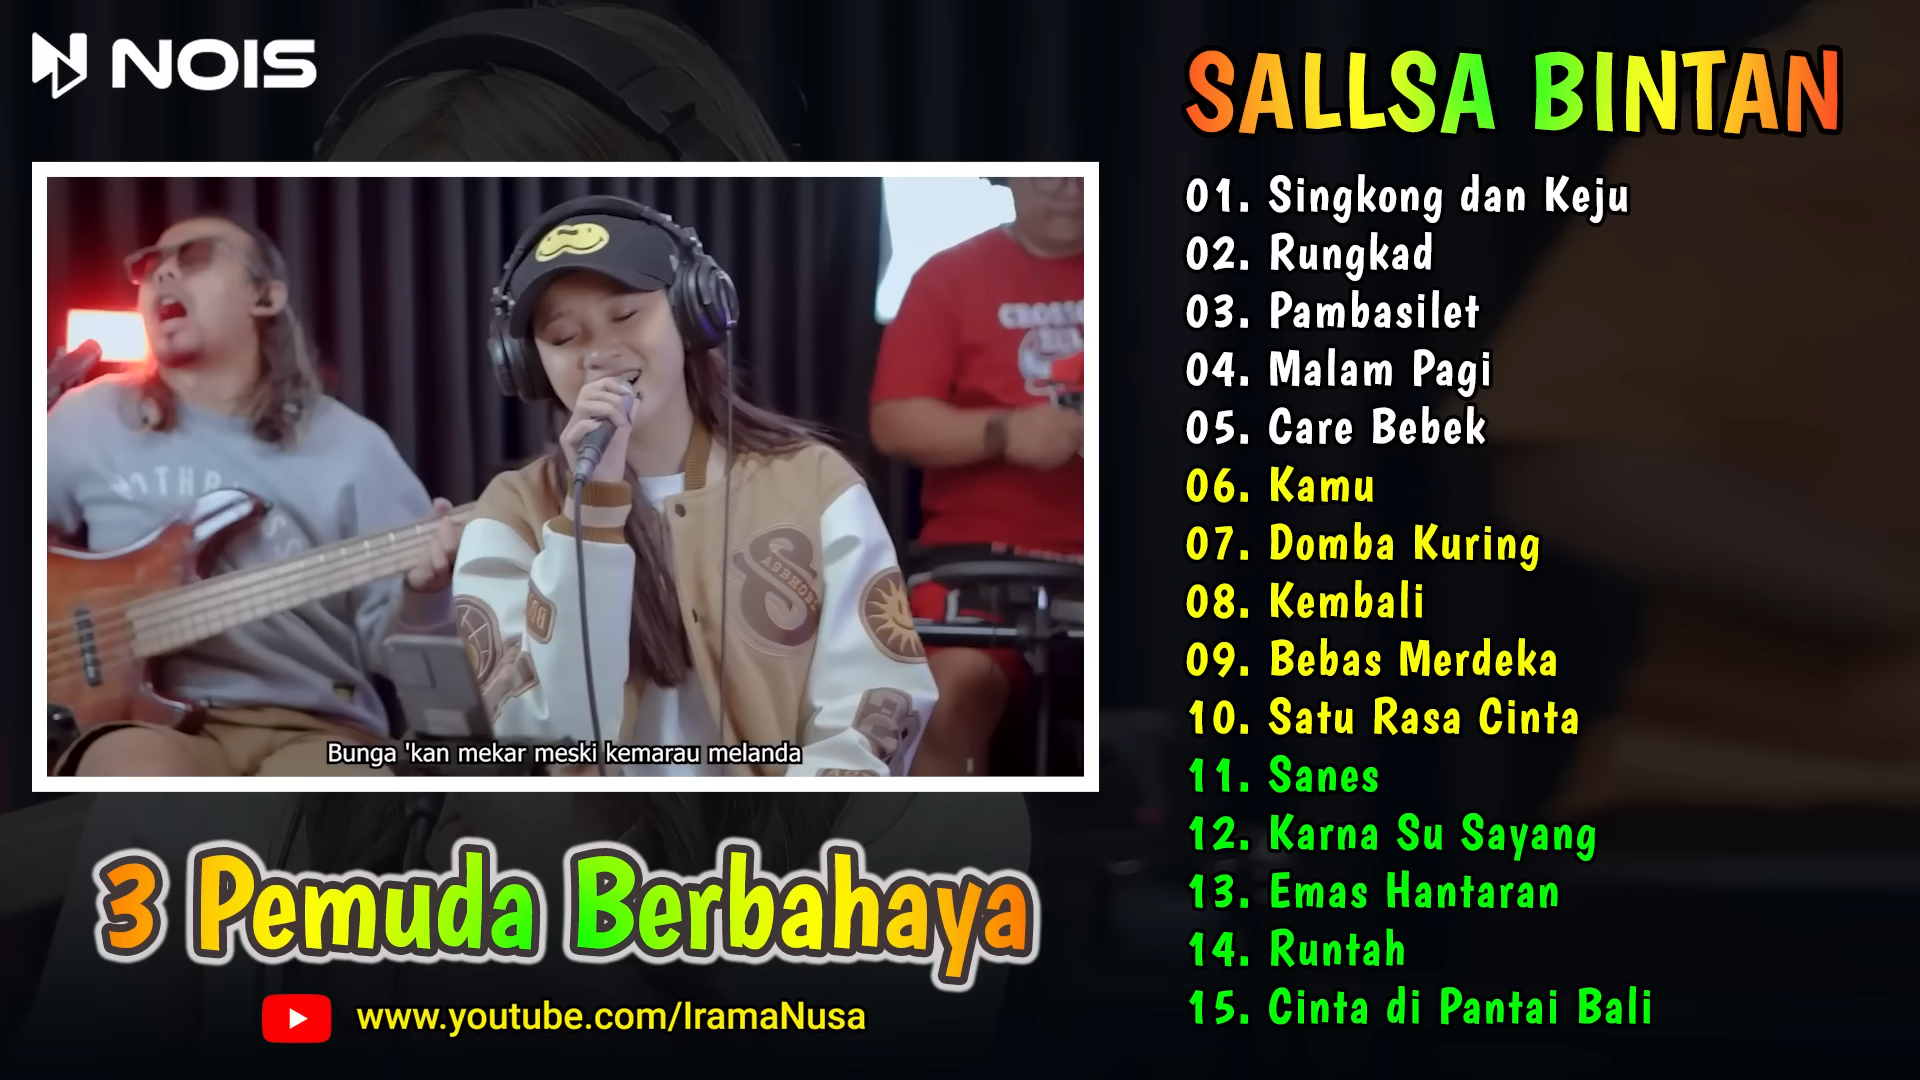 NOIS
SALLSA BINTAN
01. Singkong dan Keju
02. Rungkad
03. Pambasilet
04. Malam Pagi
05. Care Bebek
06. Kamu
07. Domba Kuring
08. Kembali
09. Bebas Merdeka
10. Satu Rasa Cinta
11. Sanes
12. Karna Su Sayang
13. Emas Hantaran
14. Runtah
15. Cinta di Pantai Bali
Bunga 'kan mekar meski kemarau melanda
3 Pemuda Berbahaya
www.youtube.com/IramaNusa